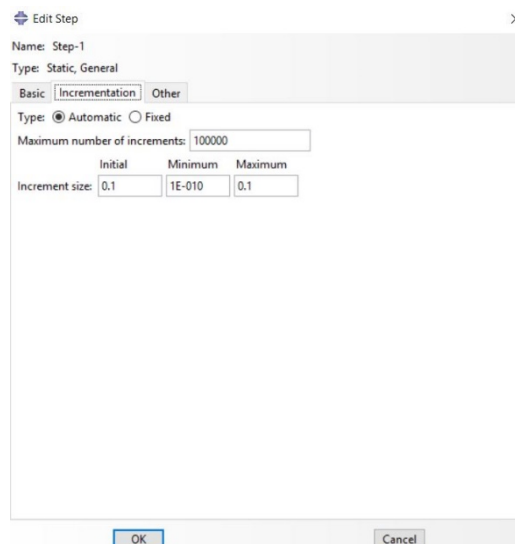 Edit Step
Name: Step-1
Type: Static, General
Basic Incrementation Other
Type: Automatic Fixed
Maximum number of increments: 100000
Initial Minimum Maximum
Increment size: 0.1 1E-010 0.1
OK Cancel